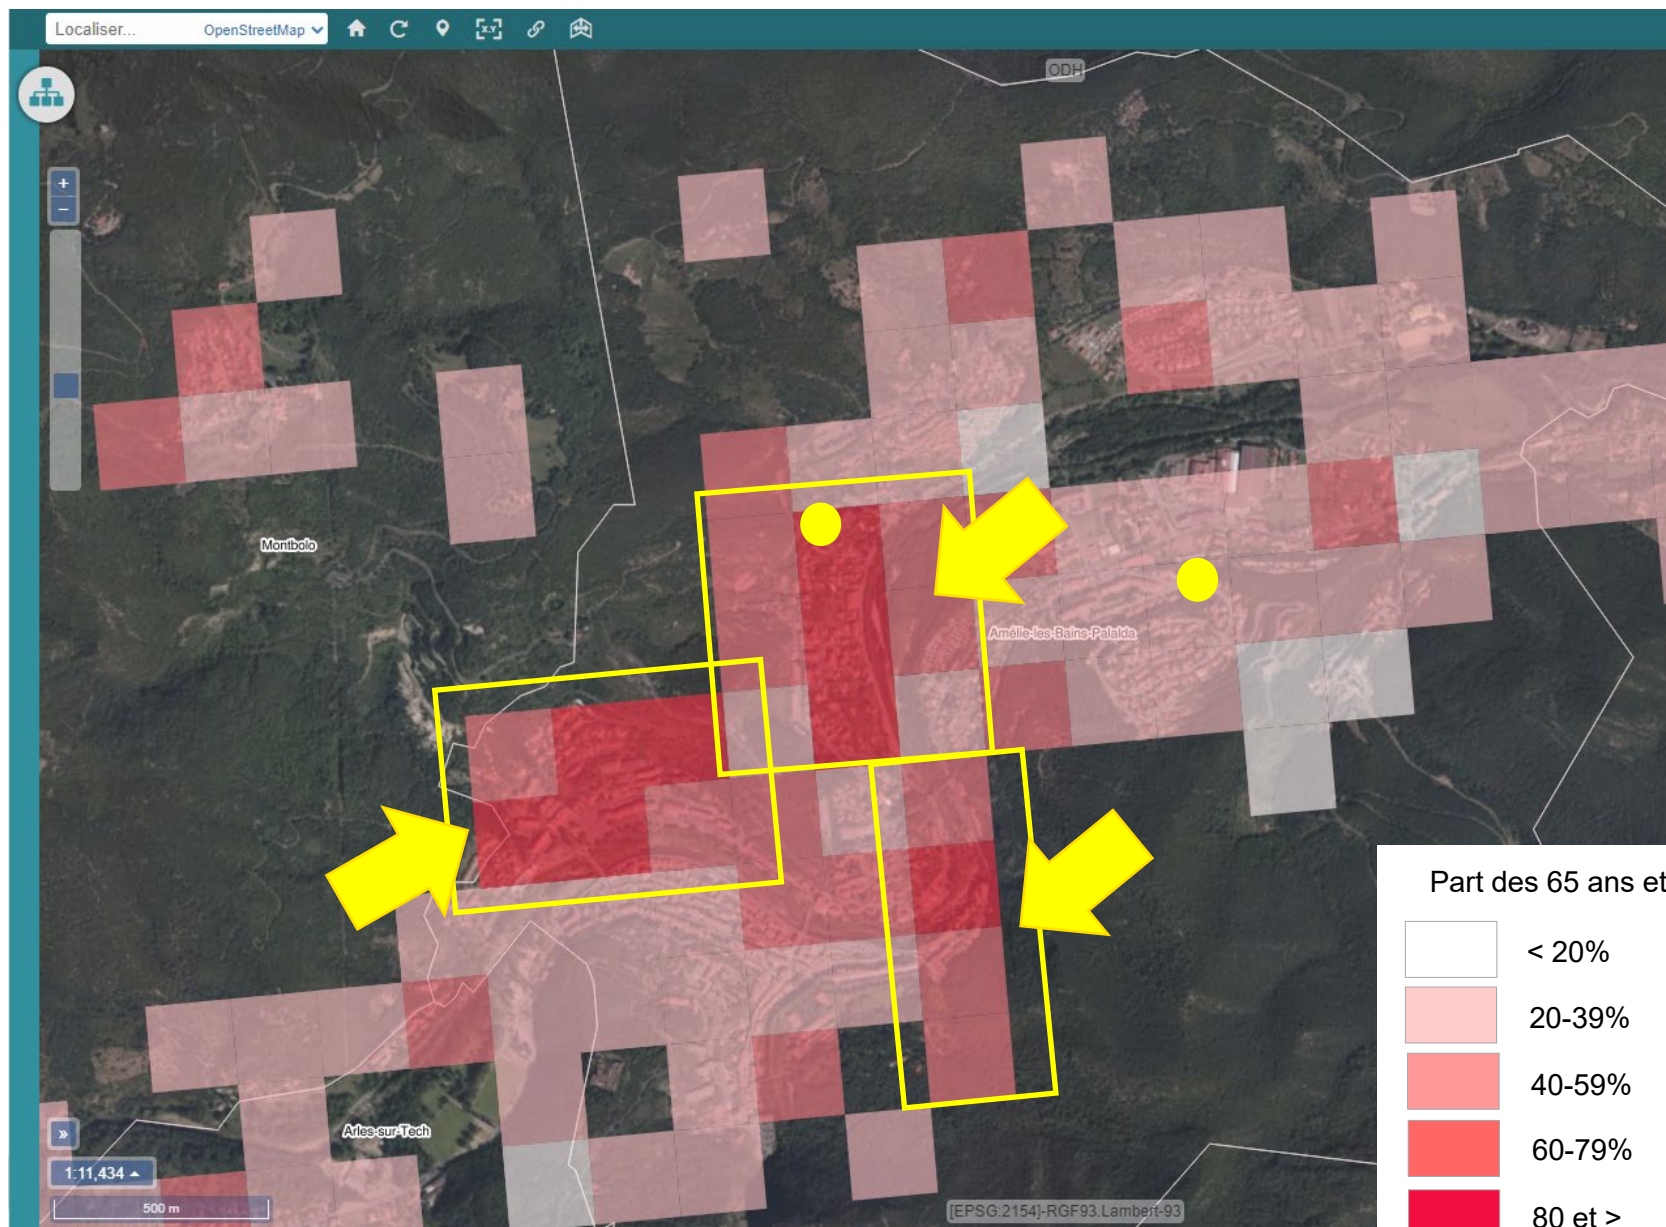 Localiser...
OpenStreetMap
X,Y
ODH
+
–
Montbolo
Amélie-les-Bains-Palalda
Part des 65 ans et
< 20%
20-39%
40-59%
60-79%
80 et >
Arles-sur-Tech
»
1:11,434
500 m
[EPSG:2154]-RGF93.Lambert-93